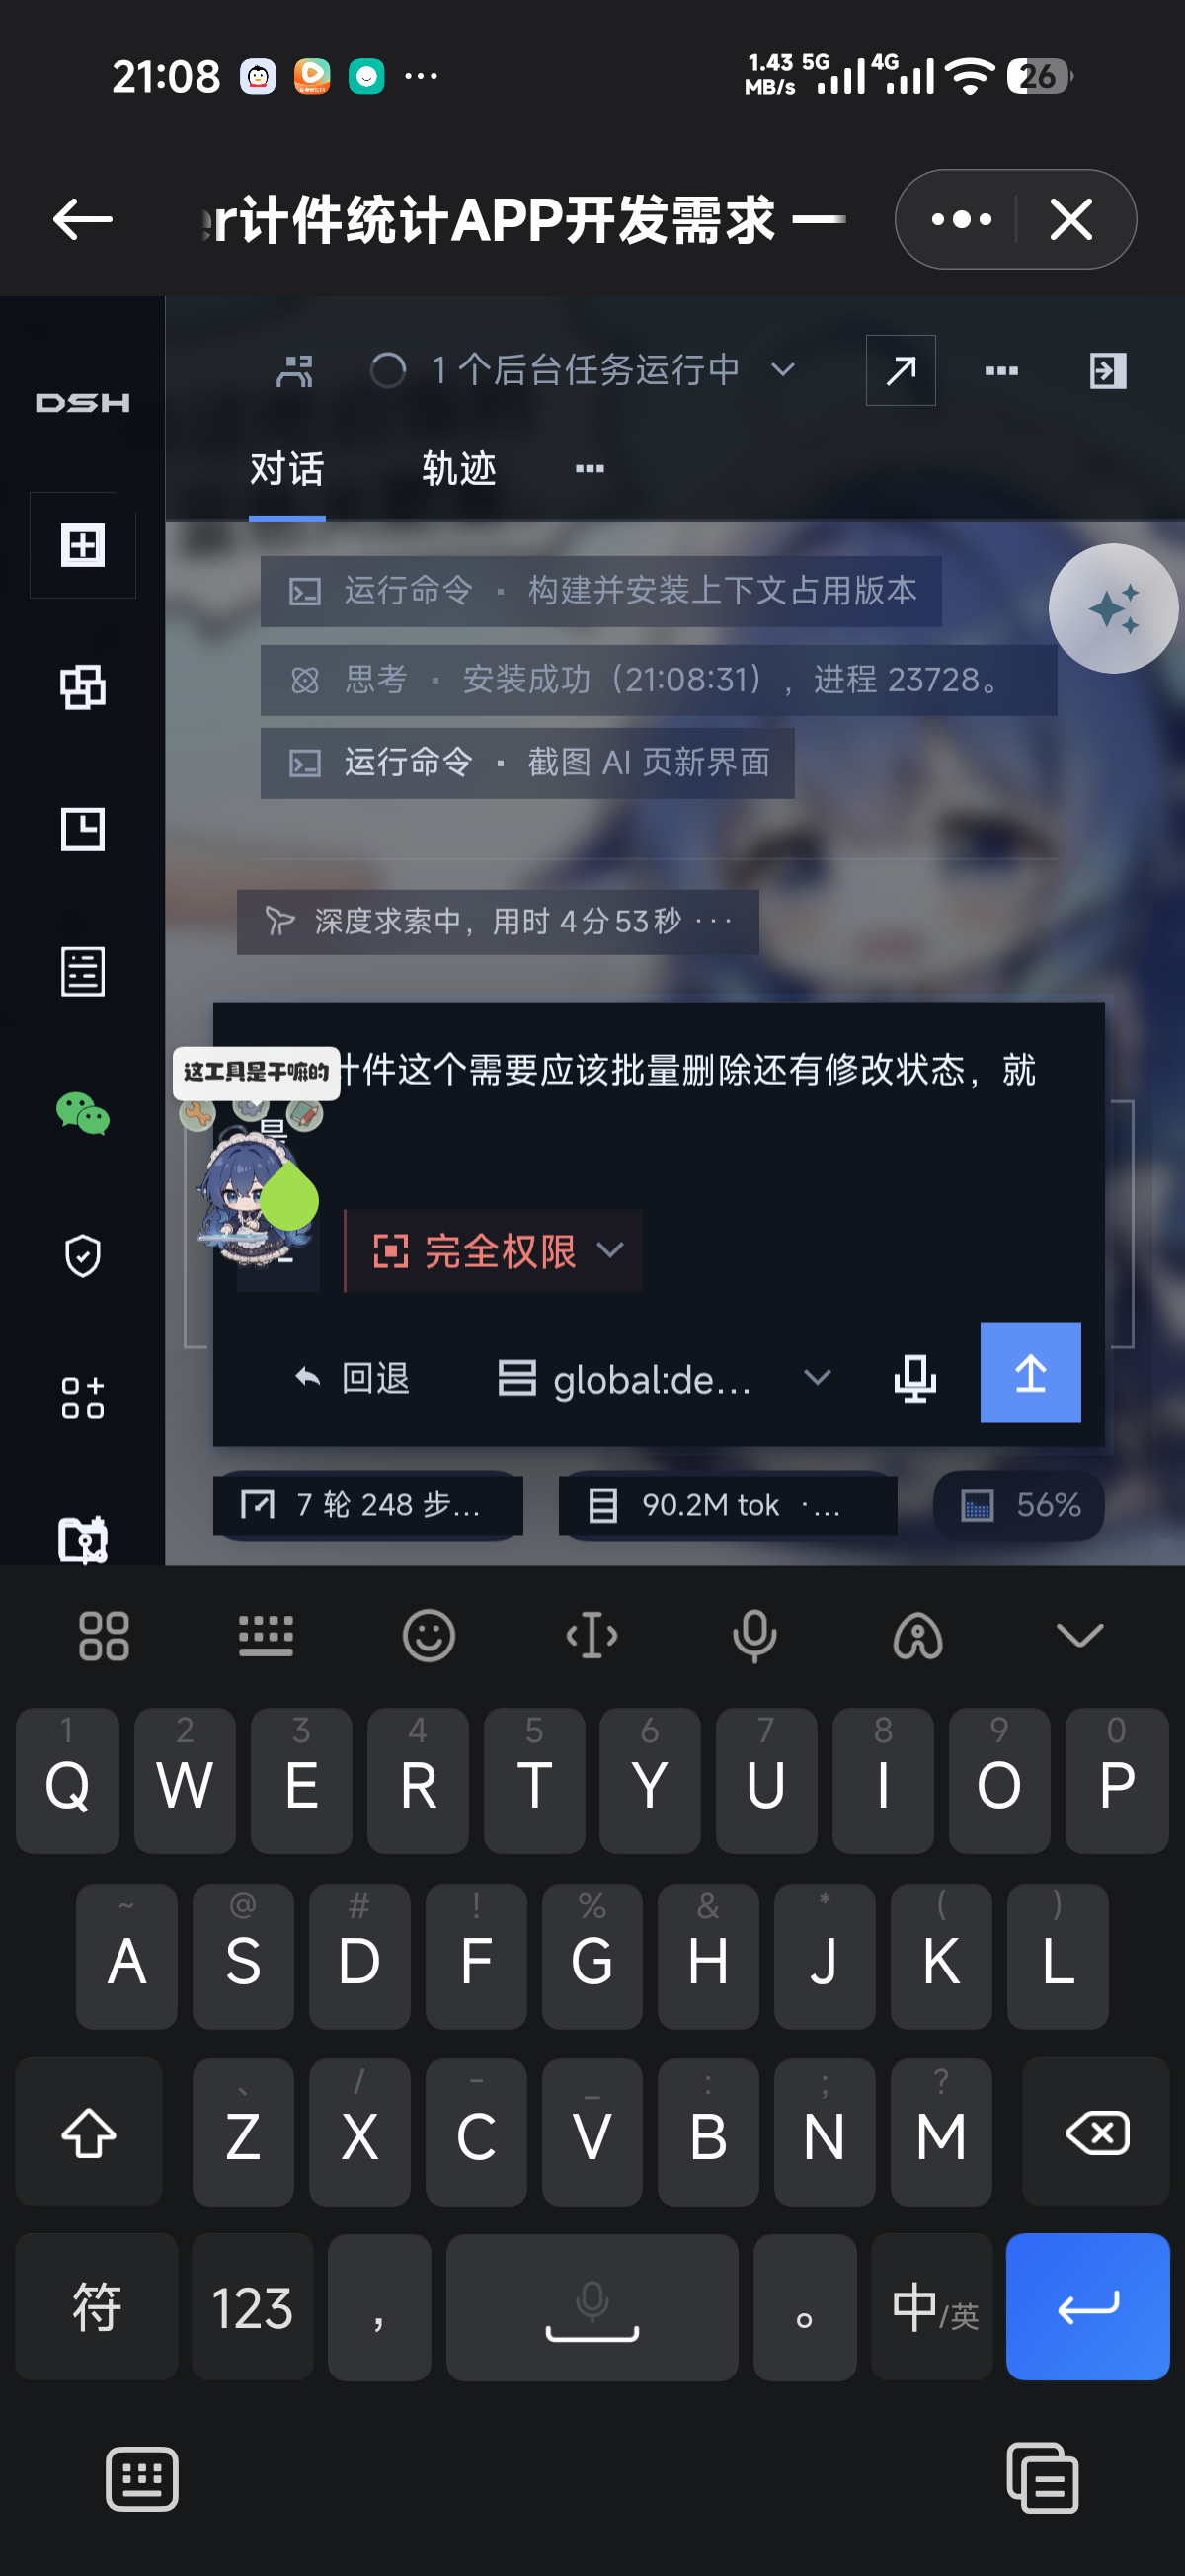 21:08
1.43 MB/s 5G 4G 26
r计件统计APP开发需求 一
DSH
1 个后台任务运行中
对话 轨迹
运行命令 · 构建并安装上下文占用版本
思考 · 安装成功（21:08:31），进程 23728。
运行命令 · 截图 AI 页新界面
深度求索中，用时 4分53秒 ···
这工具是干嘛的
计件这个需要应该批量删除还有修改状态，就
是
完全权限
回退 global:de...
7 轮 248 步... 90.2M tok ·... 56%
1 2 3 4 5 6 7 8 9 0
Q W E R T Y U I O P
~ @ # ! % & * ( )
A S D F G H J K L
、 / - _ : ; ?
Z X C V B N M
符 123 , 。 中/英